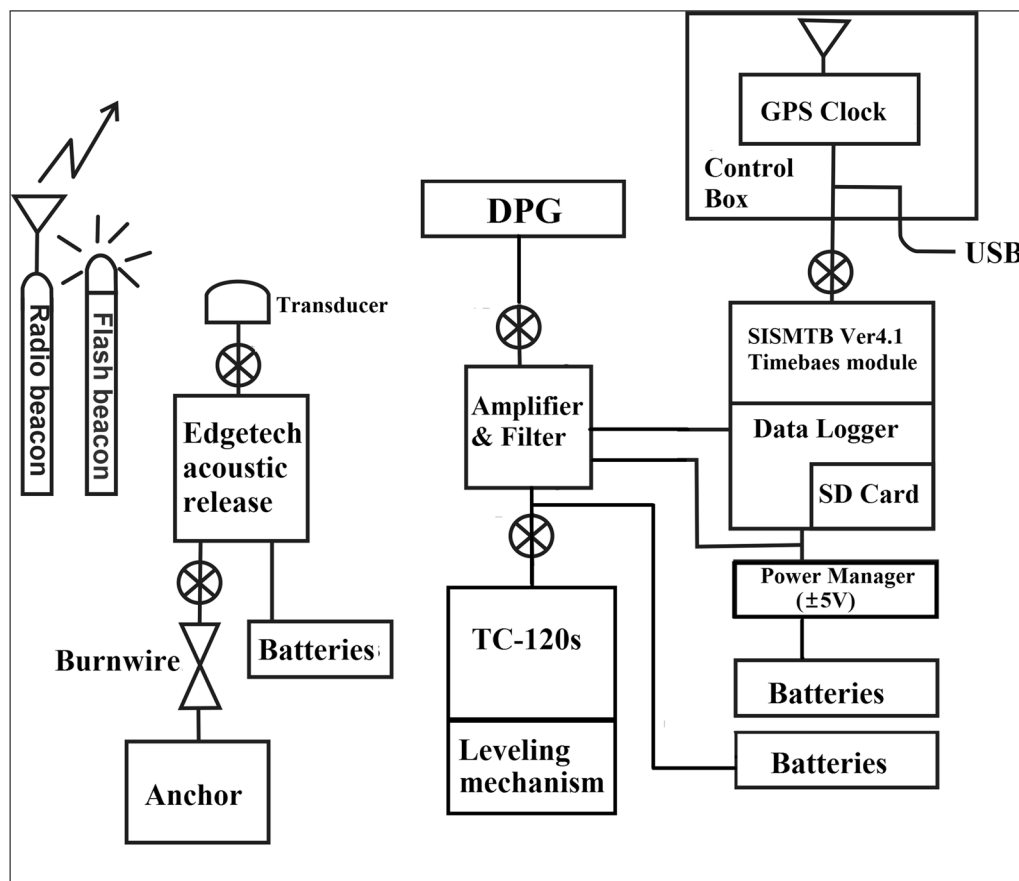 GPS Clock
Control
Box
USB
DPG
Radio beacon
Flash beacon
Transducer
SISMTB Ver4.1
Timebaes module
Amplifier
& Filter
Data Logger
SD Card
Edgetech
acoustic
release
Power Manager
(±5V)
TC-120s
Burnwire
Batteries
Batteries
Leveling
mechanism
Batteries
Anchor